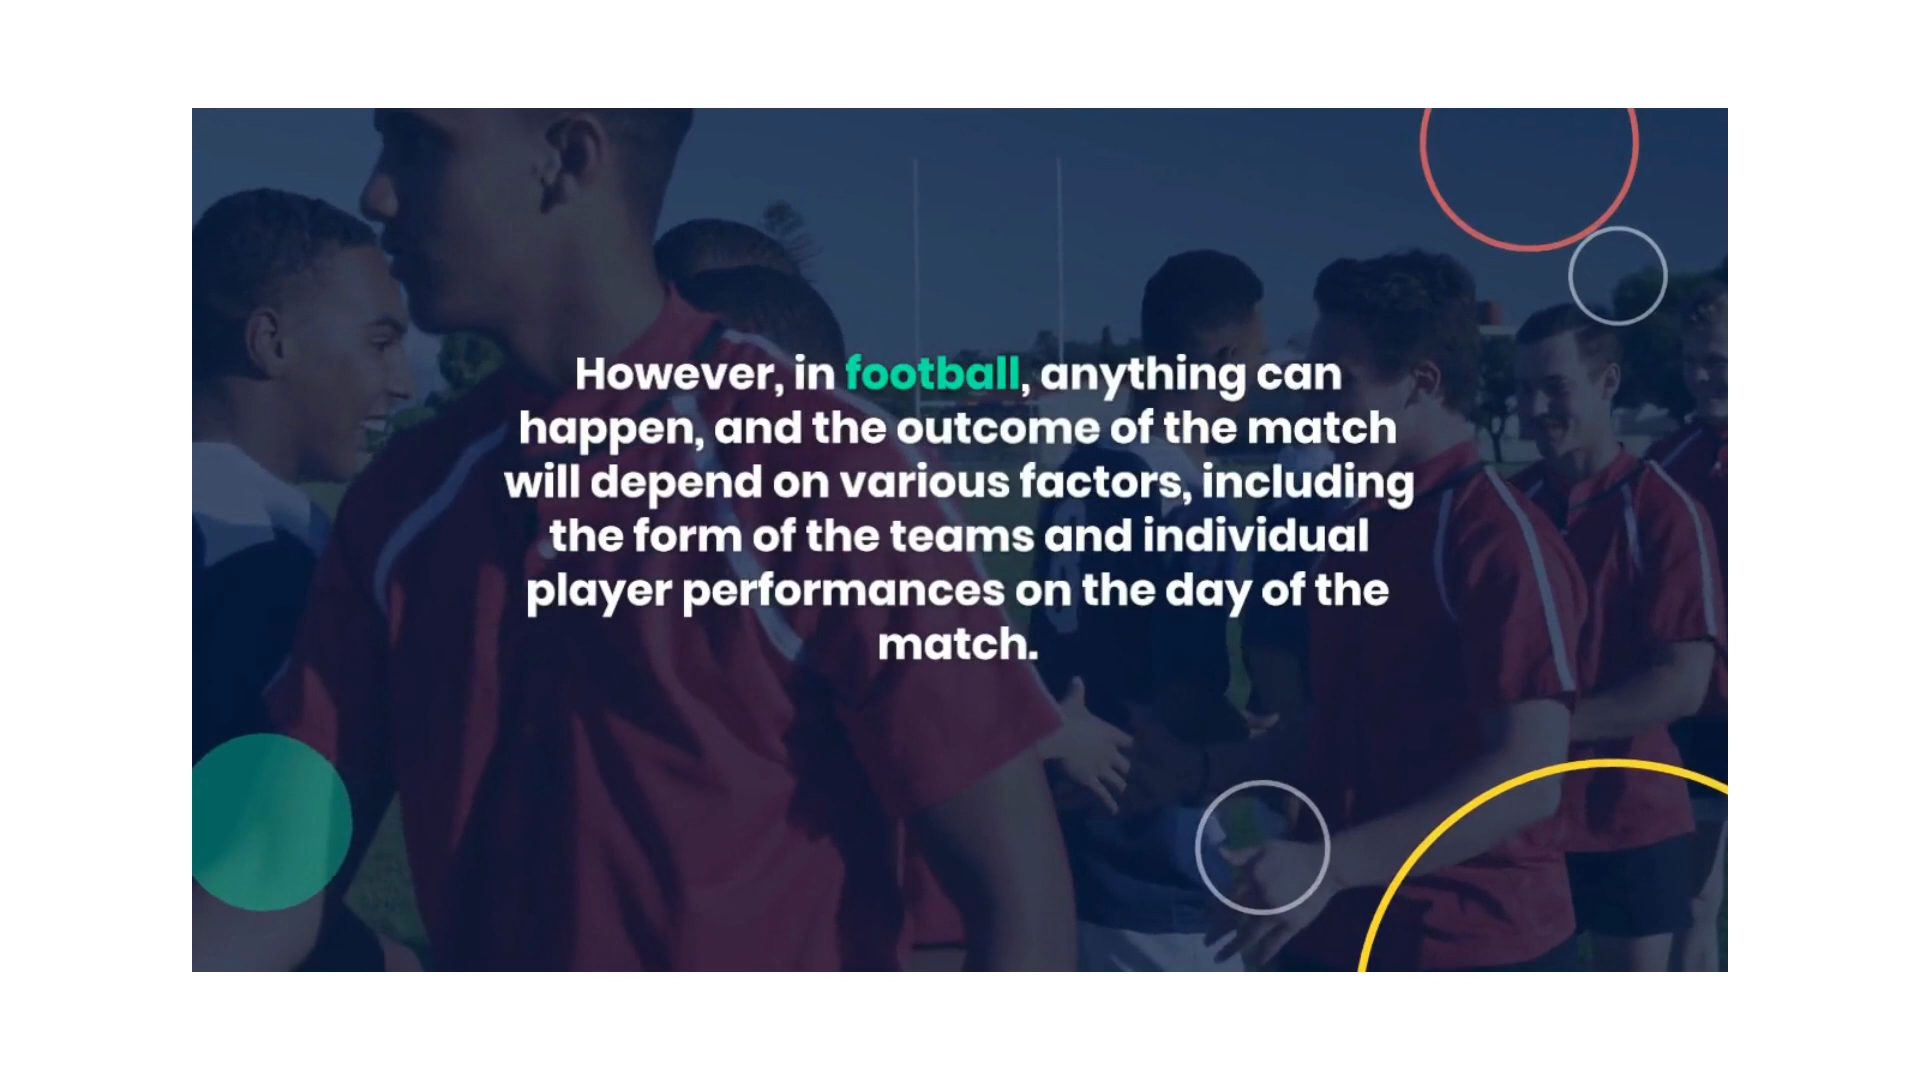 However, in football, anything can
happen, and the outcome of the match
will depend on various factors, including
the form of the teams and individual
player performances on the day of the
match.